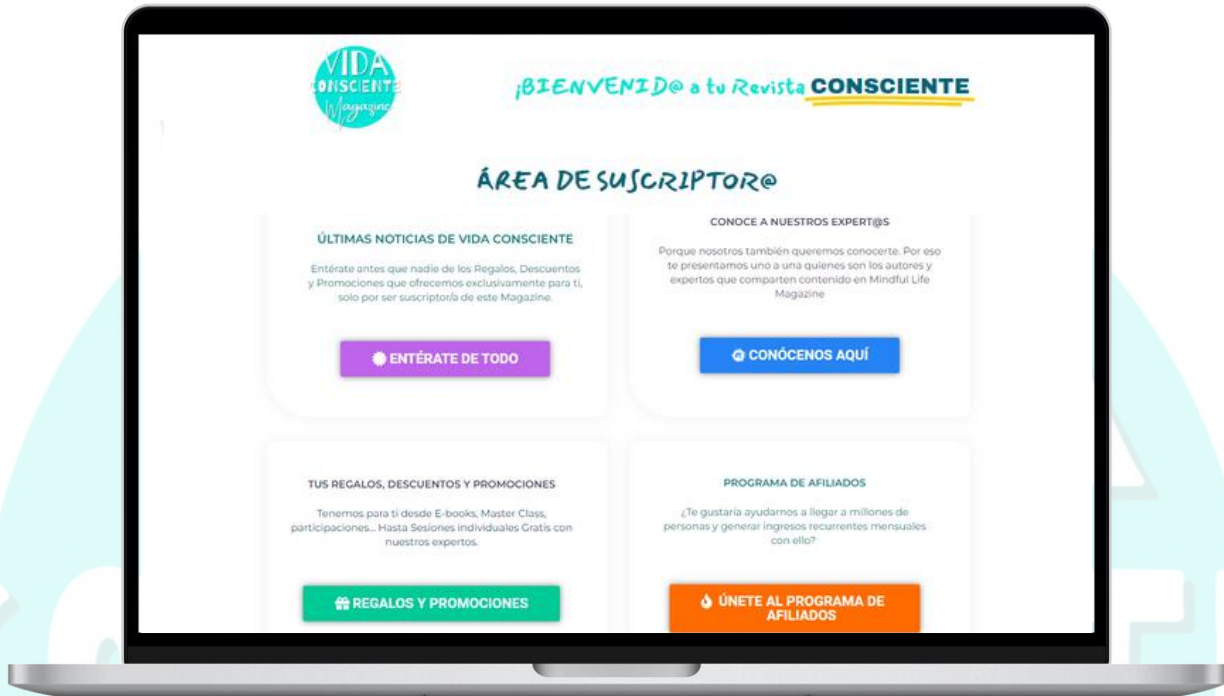 VIDA
CONSCIENTE
Magazine
¡BIENVENID@ a tu Revista CONSCIENTE
ÁREA DE SUSCRIPTOR@
ÚLTIMAS NOTICIAS DE VIDA CONSCIENTE
Entérate antes que nadie de los Regalos, Descuentos
y Promociones que ofrecemos exclusivamente para ti,
solo por ser suscriptor/a de este Magazine.
ENTÉRATE DE TODO
CONOCE A NUESTROS EXPERT@S
Porque nosotros también queremos conocerte. Por eso
te presentamos uno a una quienes son los autores y
expertos que comparten contenido en Mindful Life
Magazine
CONÓCENOS AQUÍ
TUS REGALOS, DESCUENTOS Y PROMOCIONES
Tenemos para ti desde E-books, Master Class,
participaciones... Hasta Sesiones individuales Gratis con
nuestros expertos.
REGALOS Y PROMOCIONES
PROGRAMA DE AFILIADOS
¿Te gustaría ayudarnos a llegar a millones de
personas y generar ingresos recurrentes mensuales
con ello?
ÚNETE AL PROGRAMA DE
AFILIADOS